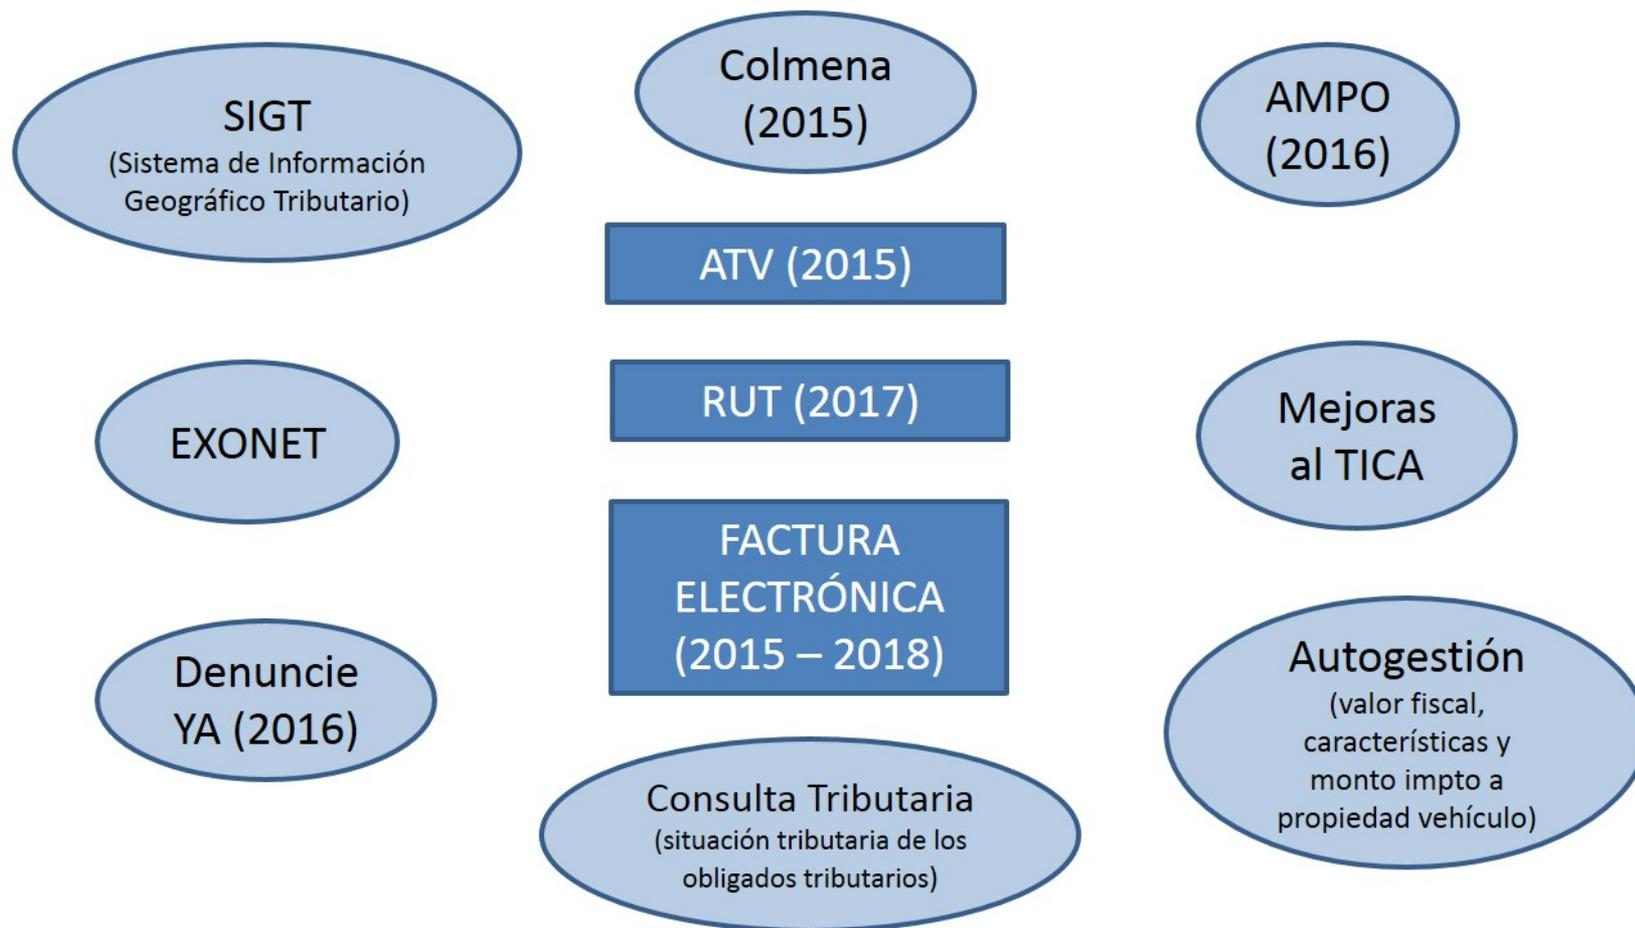 SIGT
(Sistema de Información
Geográfico Tributario)
Colmena
(2015)
AMPO
(2016)
ATV (2015)
RUT (2017)
EXONET
Mejoras
al TICA
FACTURA
ELECTRÓNICA
(2015 – 2018)
Denuncie
YA (2016)
Autogestión
(valor fiscal,
características y
monto impto a
propiedad vehículo)
Consulta Tributaria
(situación tributaria de los
obligados tributarios)